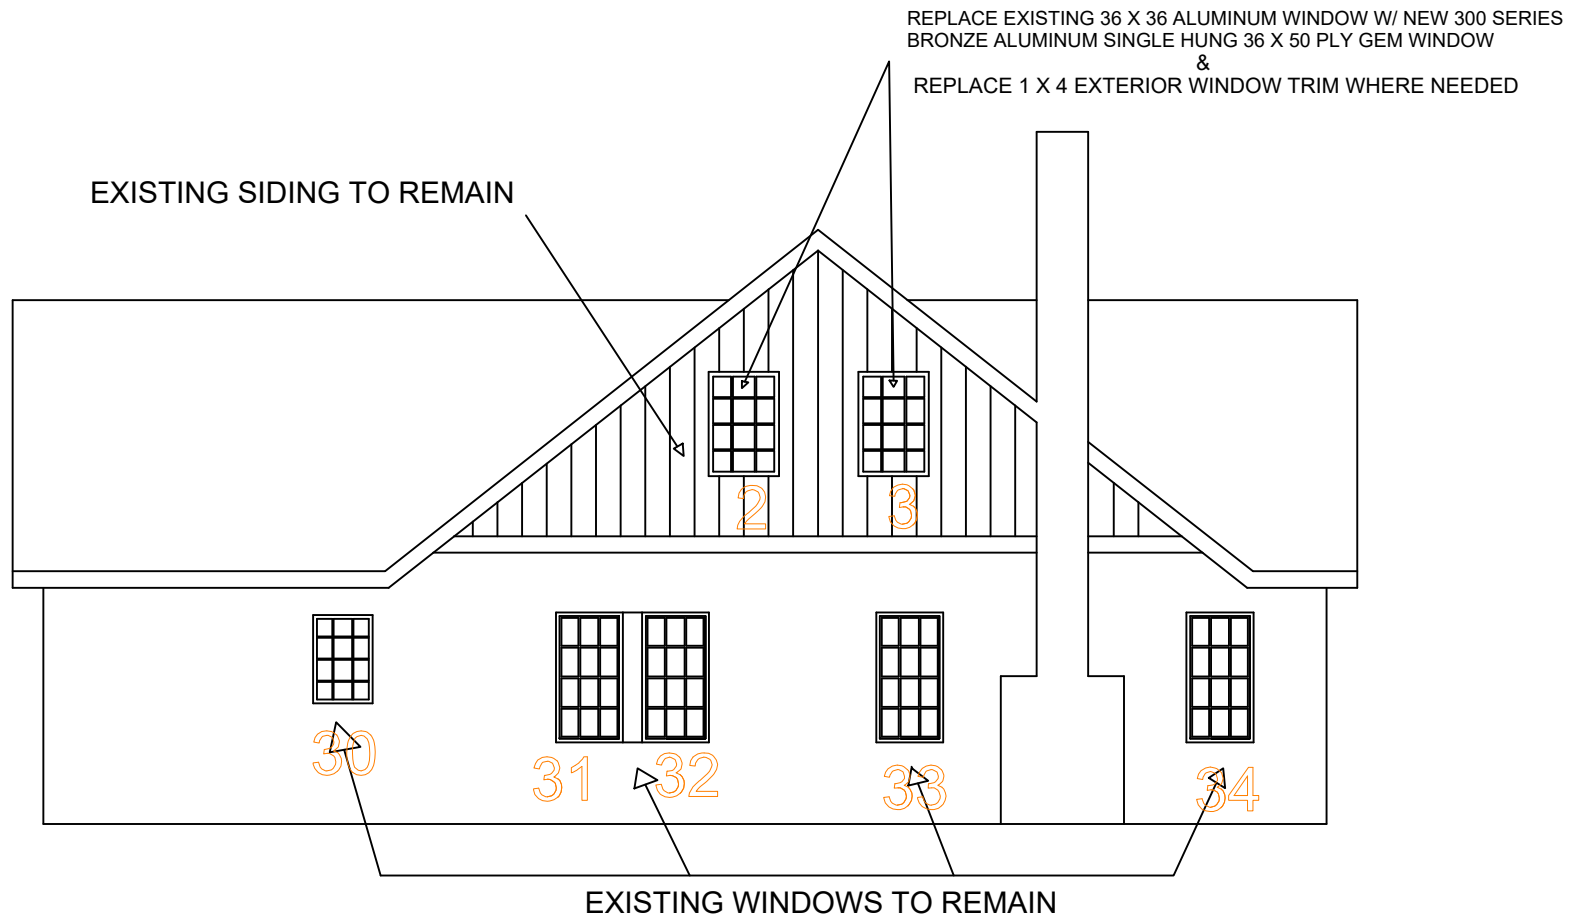 REPLACE EXISTING 36 X 36 ALUMINUM WINDOW W/ NEW 300 SERIES
BRONZE ALUMINUM SINGLE HUNG 36 X 50 PLY GEM WINDOW
&
REPLACE 1 X 4 EXTERIOR WINDOW TRIM WHERE NEEDED
EXISTING SIDING TO REMAIN
2
3
30
31
32
33
34
EXISTING WINDOWS TO REMAIN